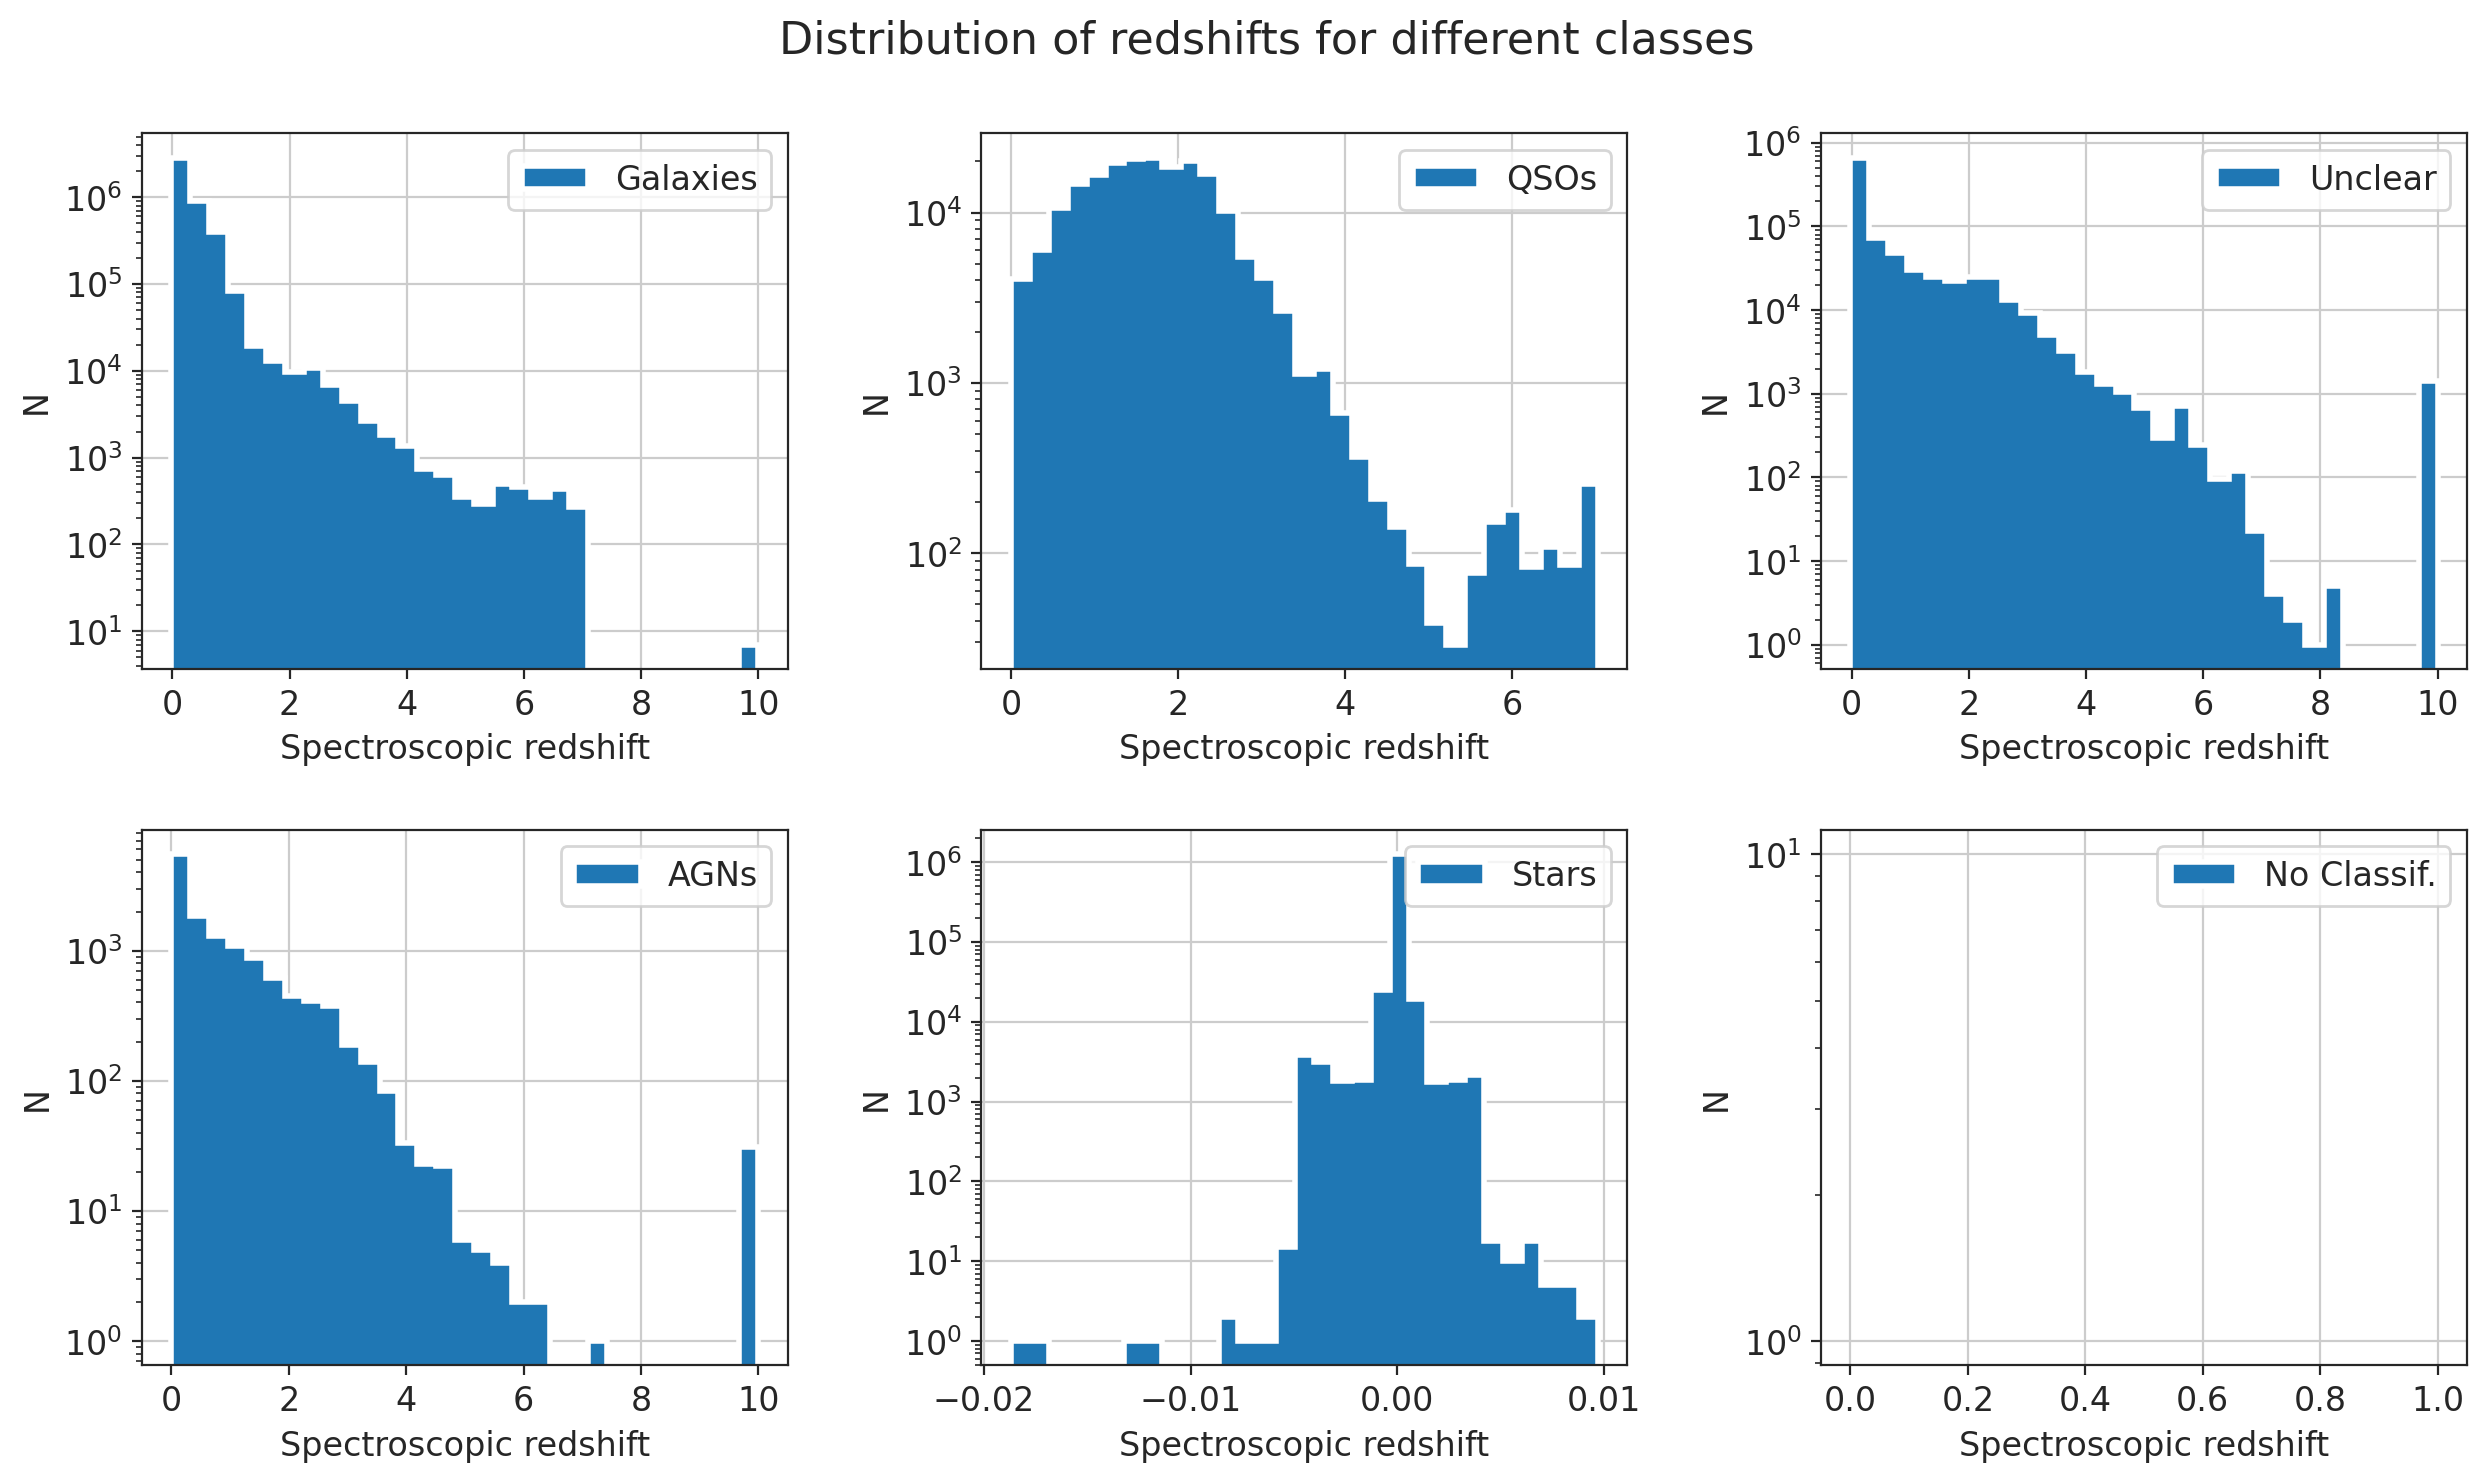 Distribution of redshifts for different classes
Galaxies
N
10⁶
10⁵
10⁴
10³
10²
10¹
0 2 4 6 8 10
Spectroscopic redshift
QSOs
N
10⁴
10³
10²
0 2 4 6
Spectroscopic redshift
Unclear
N
10⁶
10⁵
10⁴
10³
10²
10¹
10⁰
0 2 4 6 8 10
Spectroscopic redshift
AGNs
N
10³
10²
10¹
10⁰
0 2 4 6 8 10
Spectroscopic redshift
Stars
N
10⁶
10⁵
10⁴
10³
10²
10¹
10⁰
−0.02 −0.01 0.00 0.01
Spectroscopic redshift
No Classif.
N
10¹
10⁰
0.0 0.2 0.4 0.6 0.8 1.0
Spectroscopic redshift